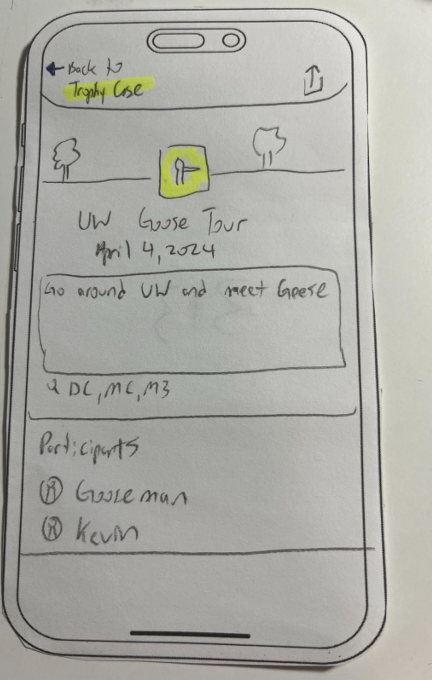 Back to
Trophy Case
UW Goose Tour
April 4, 2024
Go around UW and meet Geese
DC, MC, M3
Participants
Gooseman
Kevin